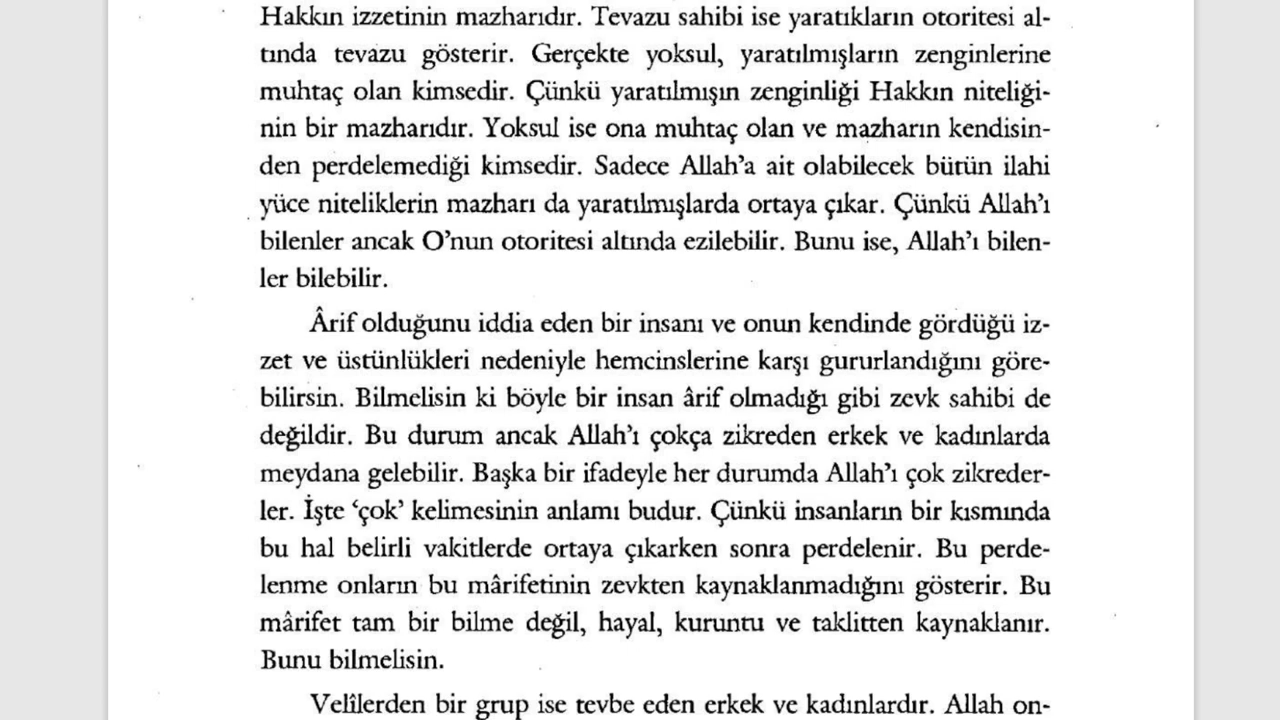 Hakkın izzetinin mazharıdır. Tevazu sahibi ise yaratıkların otoritesi al-
tında tevazu gösterir. Gerçekte yoksul, yaratılmışların zenginlerine
muhtaç olan kimsedir. Çünkü yaratılmışın zenginliği Hakkın niteliği-
nin bir mazharıdır. Yoksul ise ona muhtaç olan ve mazharın kendisin-
den perdelemediği kimsedir. Sadece Allah’a ait olabilecek bütün ilahi
yüce niteliklerin mazharı da yaratılmışlarda ortaya çıkar. Çünkü Allah’ı
bilenler ancak O’nun otoritesi altında ezilebilir. Bunu ise, Allah’ı bilen-
ler bilebilir.
Ârif olduğunu iddia eden bir insanı ve onun kendinde gördüğü iz-
zet ve üstünlükleri nedeniyle hemcinslerine karşı gururlandığını göre-
bilirsin. Bilmelisin ki böyle bir insan ârif olmadığı gibi zevk sahibi de
değildir. Bu durum ancak Allah’ı çokça zikreden erkek ve kadınlarda
meydana gelebilir. Başka bir ifadeyle her durumda Allah’ı çok zikreder-
ler. İşte ‘çok’ kelimesinin anlamı budur. Çünkü insanların bir kısmında
bu hal belirli vakitlerde ortaya çıkarken sonra perdelenir. Bu perde-
lenme onların bu mârifetinin zevkten kaynaklanmadığını gösterir. Bu
mârifet tam bir bilme değil, hayal, kuruntu ve taklitten kaynaklanır.
Bunu bilmelisin.
Velîlerden bir grup ise tevbe eden erkek ve kadınlardır. Allah on-